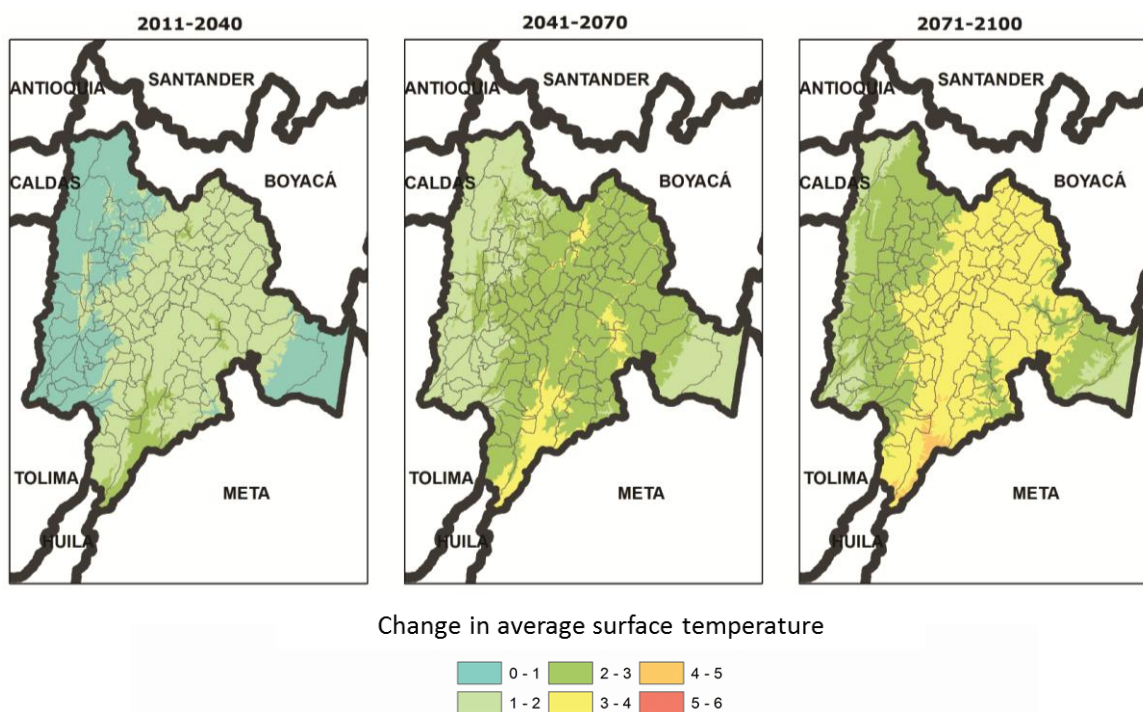 2011-2040
2041-2070
2071-2100
ANTIOQUIA
SANTANDER
CALDAS
BOYACÁ
TOLIMA
META
HUILA
ANTIOQUIA
SANTANDER
CALDAS
BOYACÁ
TOLIMA
META
HUILA
ANTIOQUIA
SANTANDER
CALDAS
BOYACÁ
TOLIMA
META
HUILA
Change in average surface temperature
0 - 1
2 - 3
4 - 5
1 - 2
3 - 4
5 - 6